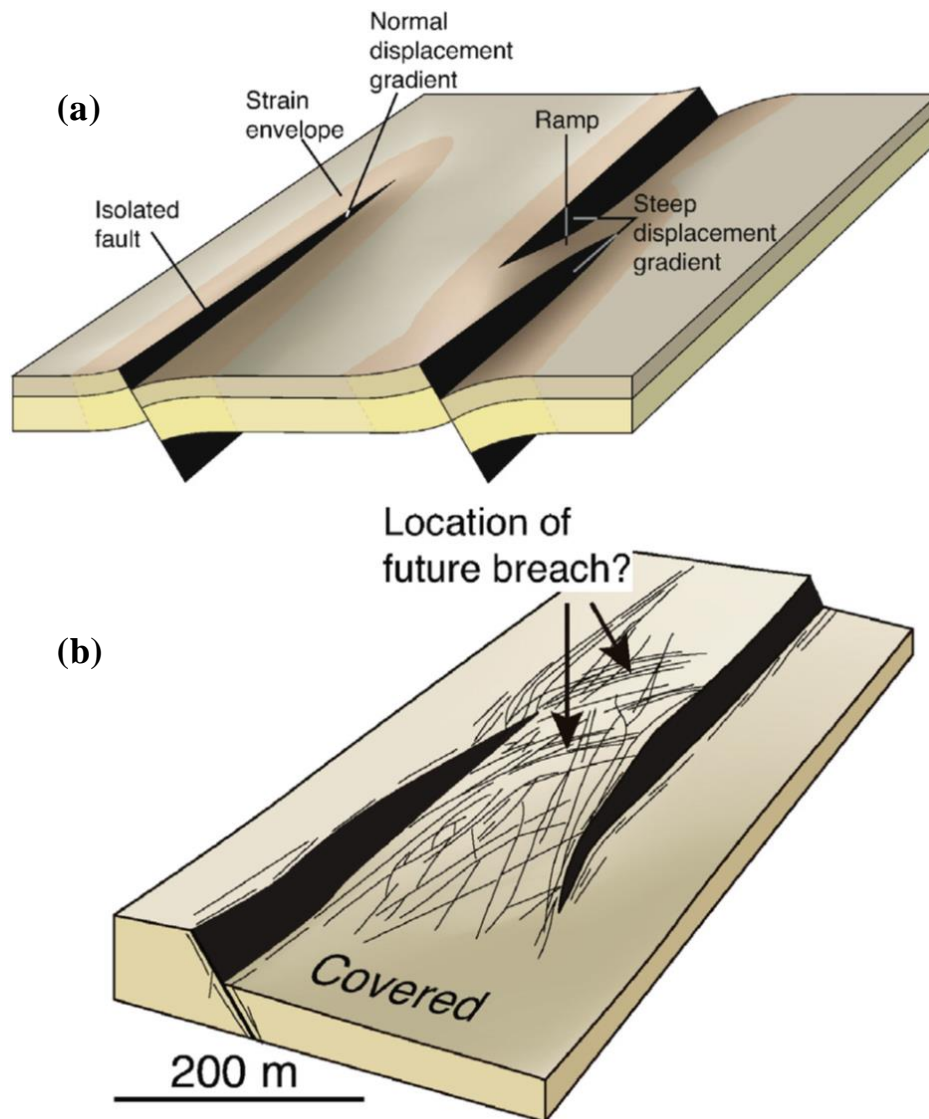 Normal
displacement
gradient
(a)
Strain
envelope
Ramp
Isolated
fault
Steep
displacement
gradient
Location of
future breach?
(b)
Covered
200 m